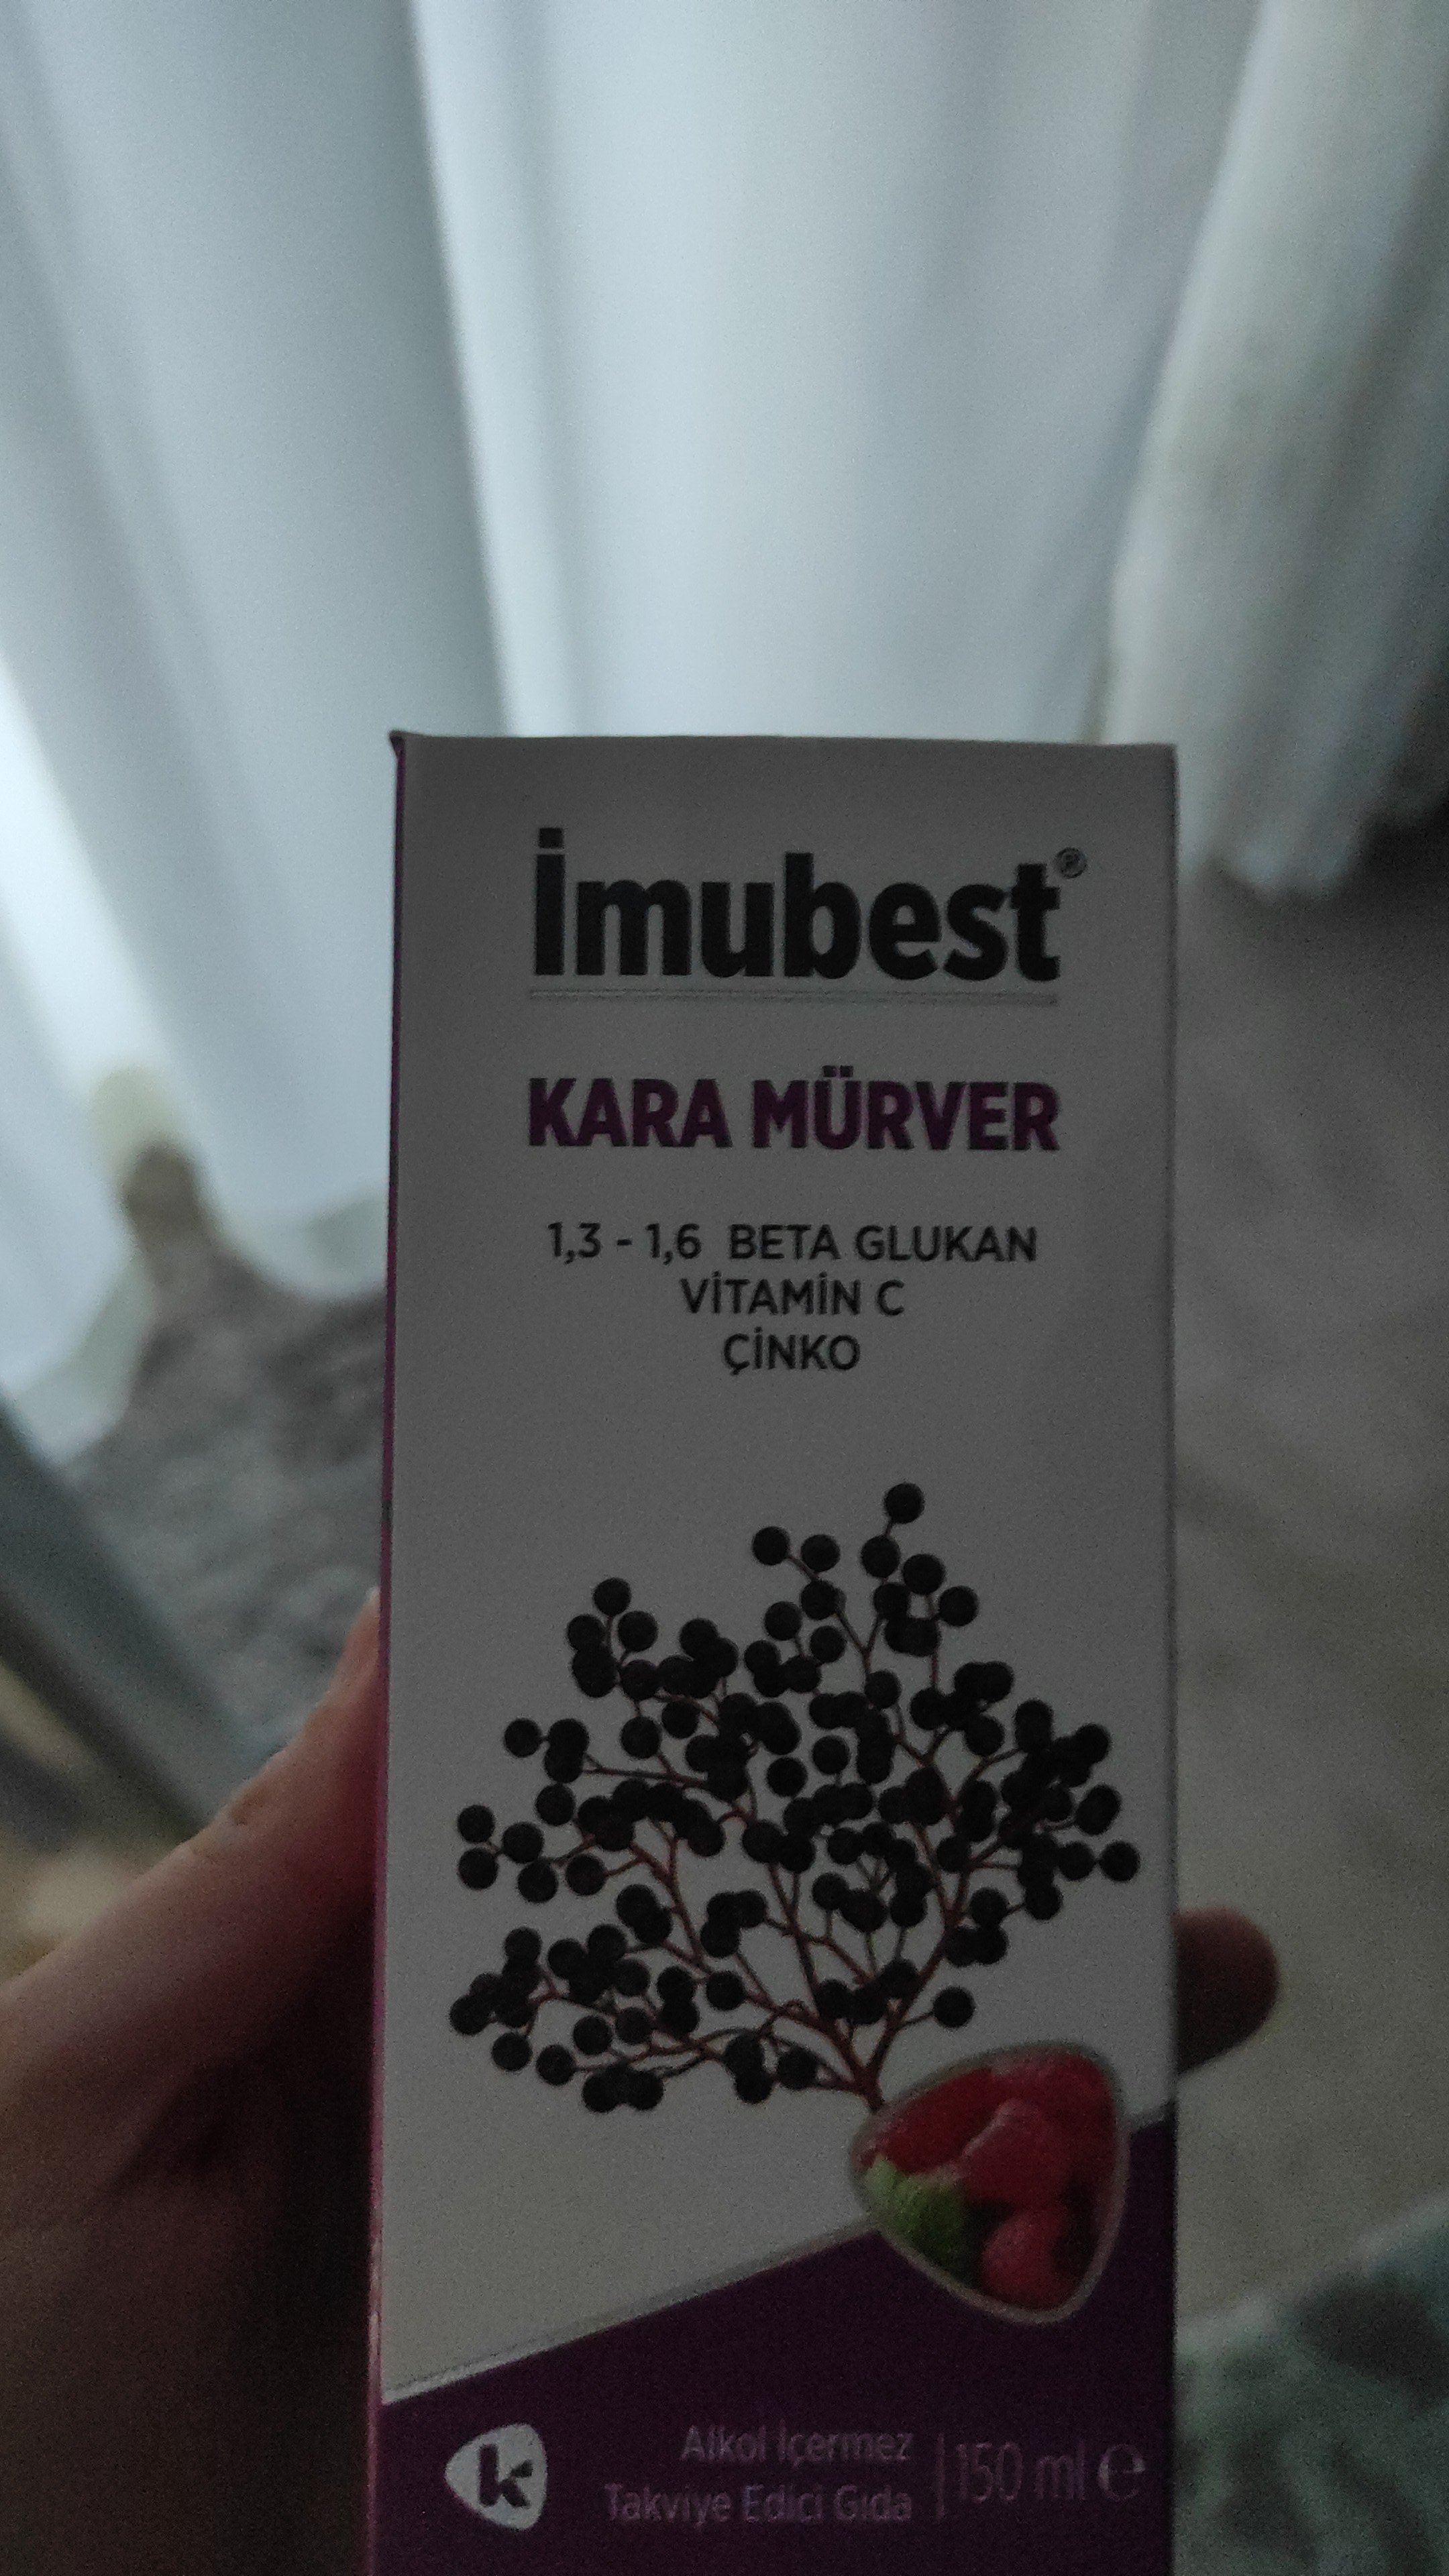 İmubest®
KARA MÜRVER
1,3 - 1,6 BETA GLUKAN
VİTAMİN C
ÇİNKO
k
Alkol İçermez
Takviye Edici Gıda
150 ml ℮